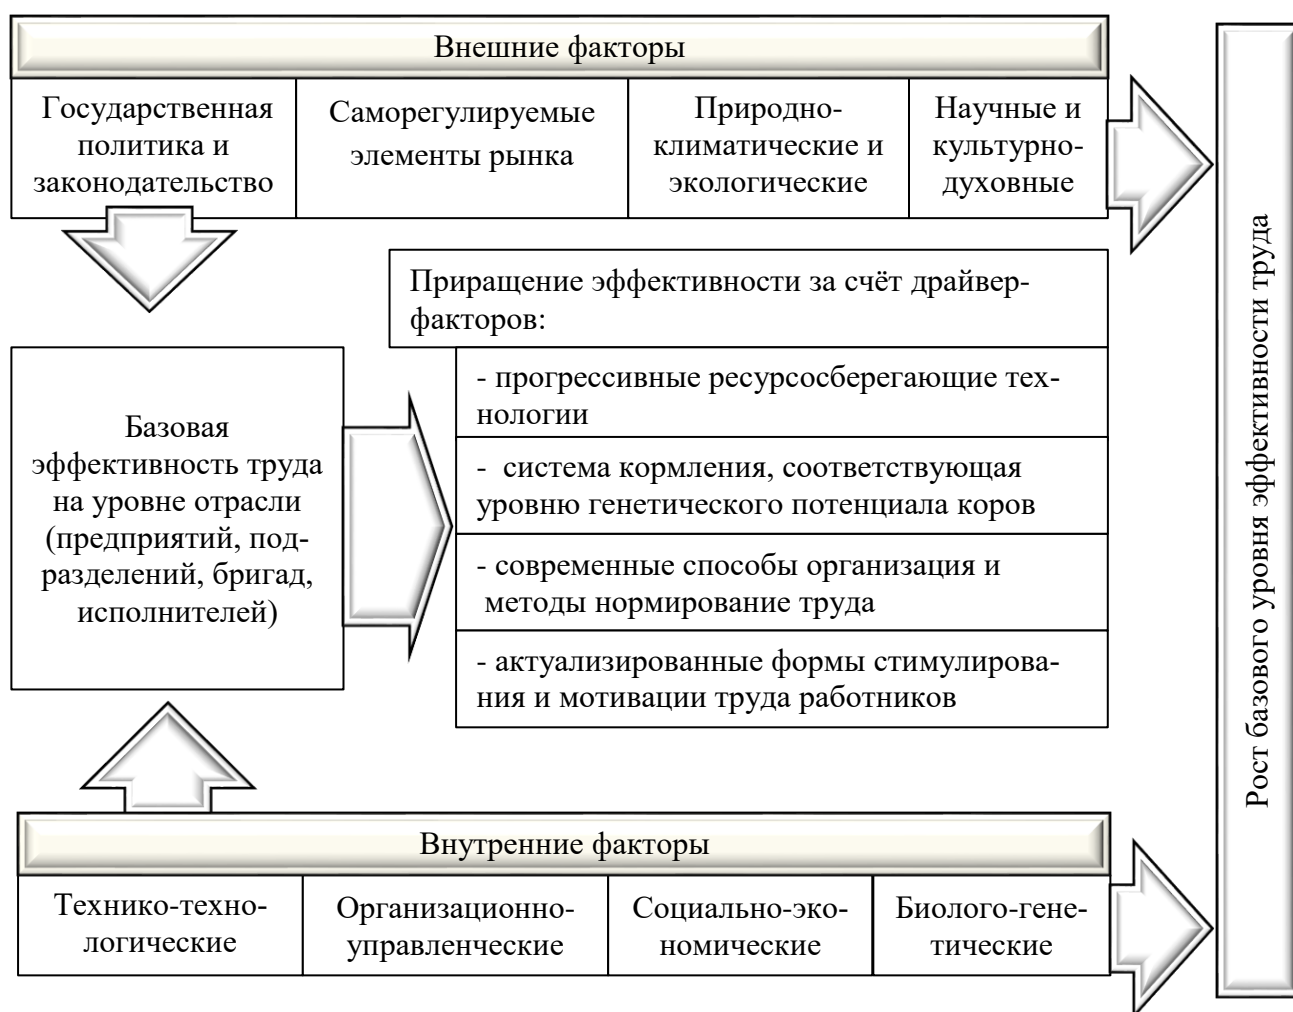 Внешние факторы
Государственная
политика и
законодательство
Саморегулируемые
элементы рынка
Природно-
климатические и
экологические
Научные и
культурно-
духовные
Приращение эффективности за счёт драйвер-
факторов:
Базовая
эффективность труда
на уровне отрасли
(предприятий, под-
разделений, бригад,
исполнителей)
- прогрессивные ресурсосберегающие тех-
нологии
- система кормления, соответствующая
уровню генетического потенциала коров
- современные способы организация и
методы нормирование труда
- актуализированные формы стимулирова-
ния и мотивации труда работников
Внутренние факторы
Технико-техно-
логические
Организационно-
управленческие
Социально-эко-
номические
Биолого-гене-
тические
Рост базового уровня эффективности труда